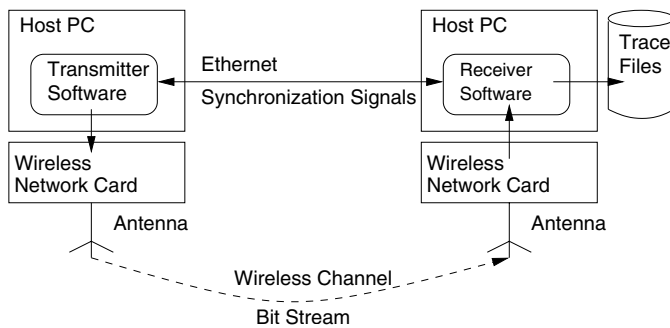 Host PC
Transmitter
Software
Ethernet
Synchronization Signals
Host PC
Receiver
Software
Trace
Files
Wireless
Network Card
Wireless
Network Card
Antenna
Antenna
Wireless Channel
Bit Stream